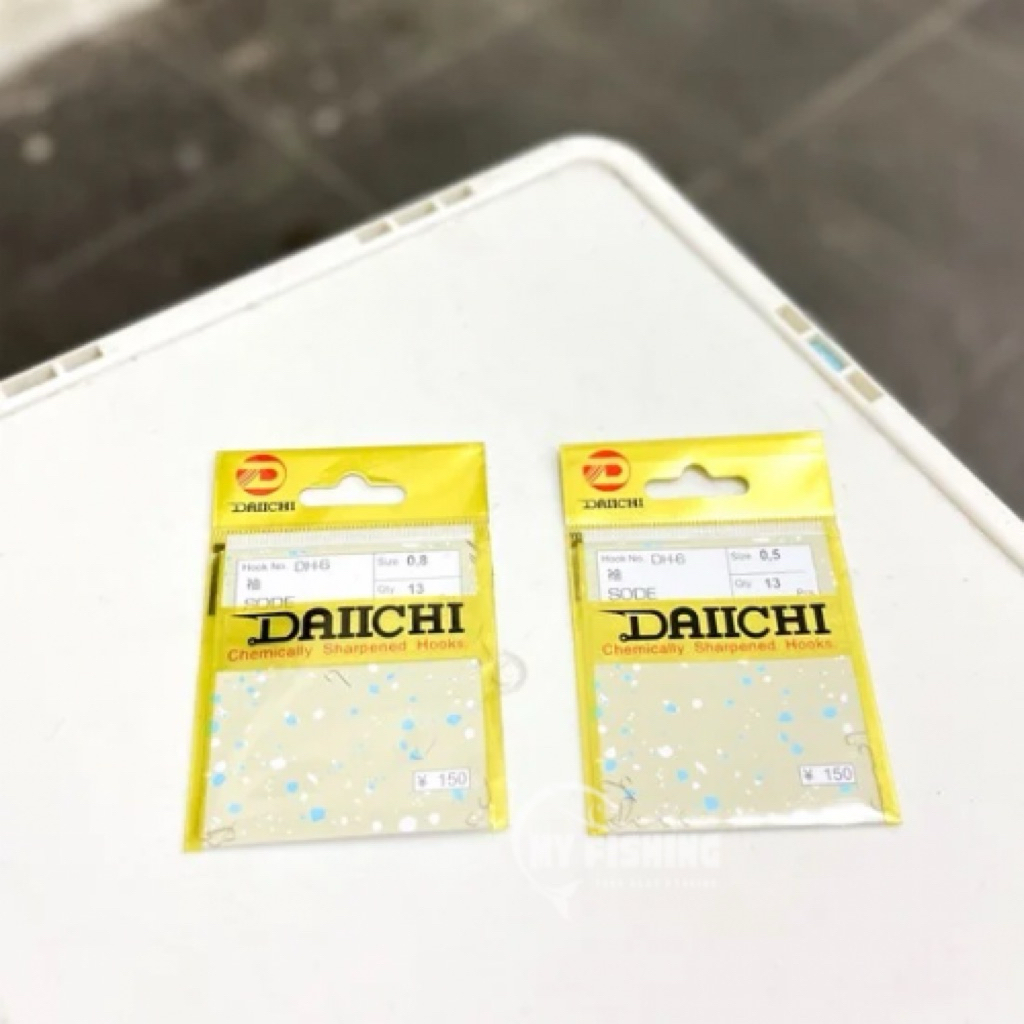 DAIICHI
Hook No. DH-6
Size 0,8
袖
Qty 13
SODE
DAIICHI
Chemically Sharpened Hooks
¥ 150
DAIICHI
Hook No. DH-6
Size 0,5
袖
Qty 13
SODE
DAIICHI
Chemically Sharpened Hooks
¥ 150
MY FISHING